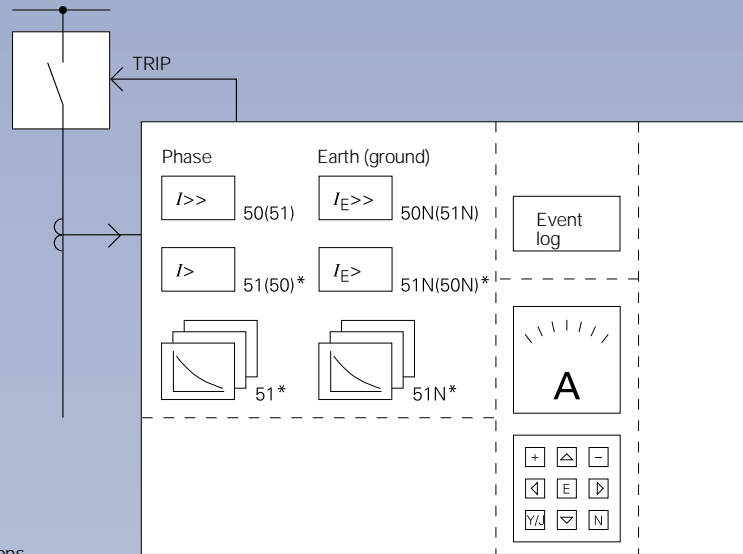 TRIP
Phase Earth (ground)
I>> 50(51) IE>> 50N(51N)
I> 51(50)* IE> 51N(50N)*
51* 51N*
Event
log
A
+ −
E
Y/J N